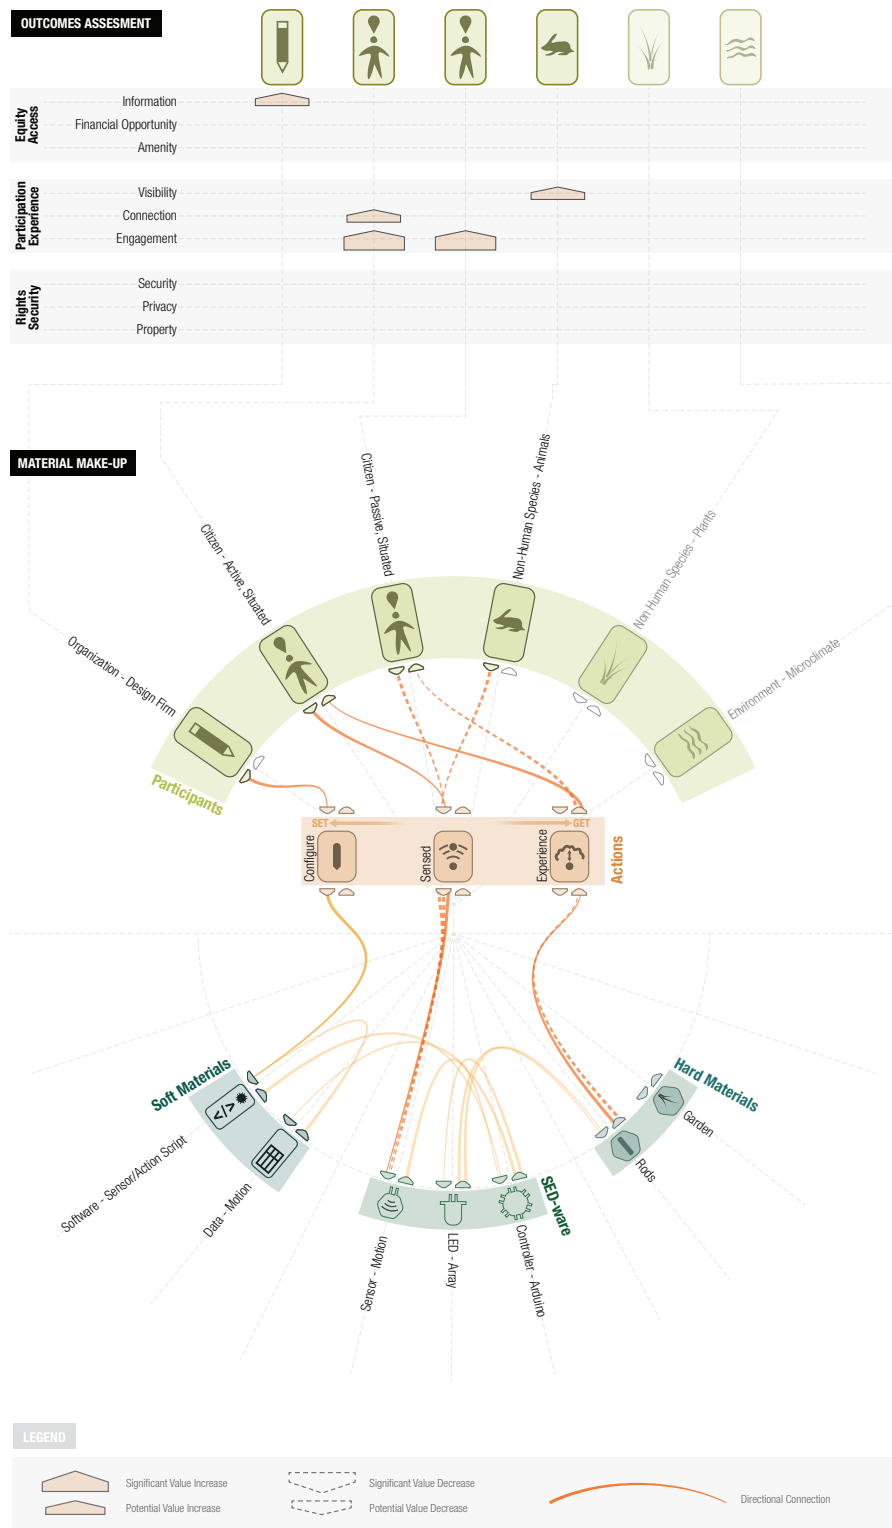 OUTCOMES ASSESMENT
Equity
Access
Information
Financial Opportunity
Amenity
Participation
Experience
Visibility
Connection
Engagement
Rights
Security
Security
Privacy
Property
MATERIAL MAKE-UP
Organization - Design Firm
Citizen - Active, Situated
Citizen - Passive, Situated
Non-Human Species - Animals
Non-Human Species - Plants
Environment - Microclimate
Participants
SET
GET
Configure
Sensed
Experience
Actions
Soft Materials
</>
Software - Sensor/Action Script
Data - Motion
Sensor - Motion
LED - Array
Controller - Arduino
SED-ware
Hard Materials
Rods
Garden
LEGEND
Significant Value Increase
Potential Value Increase
Significant Value Decrease
Potential Value Decrease
Directional Connection